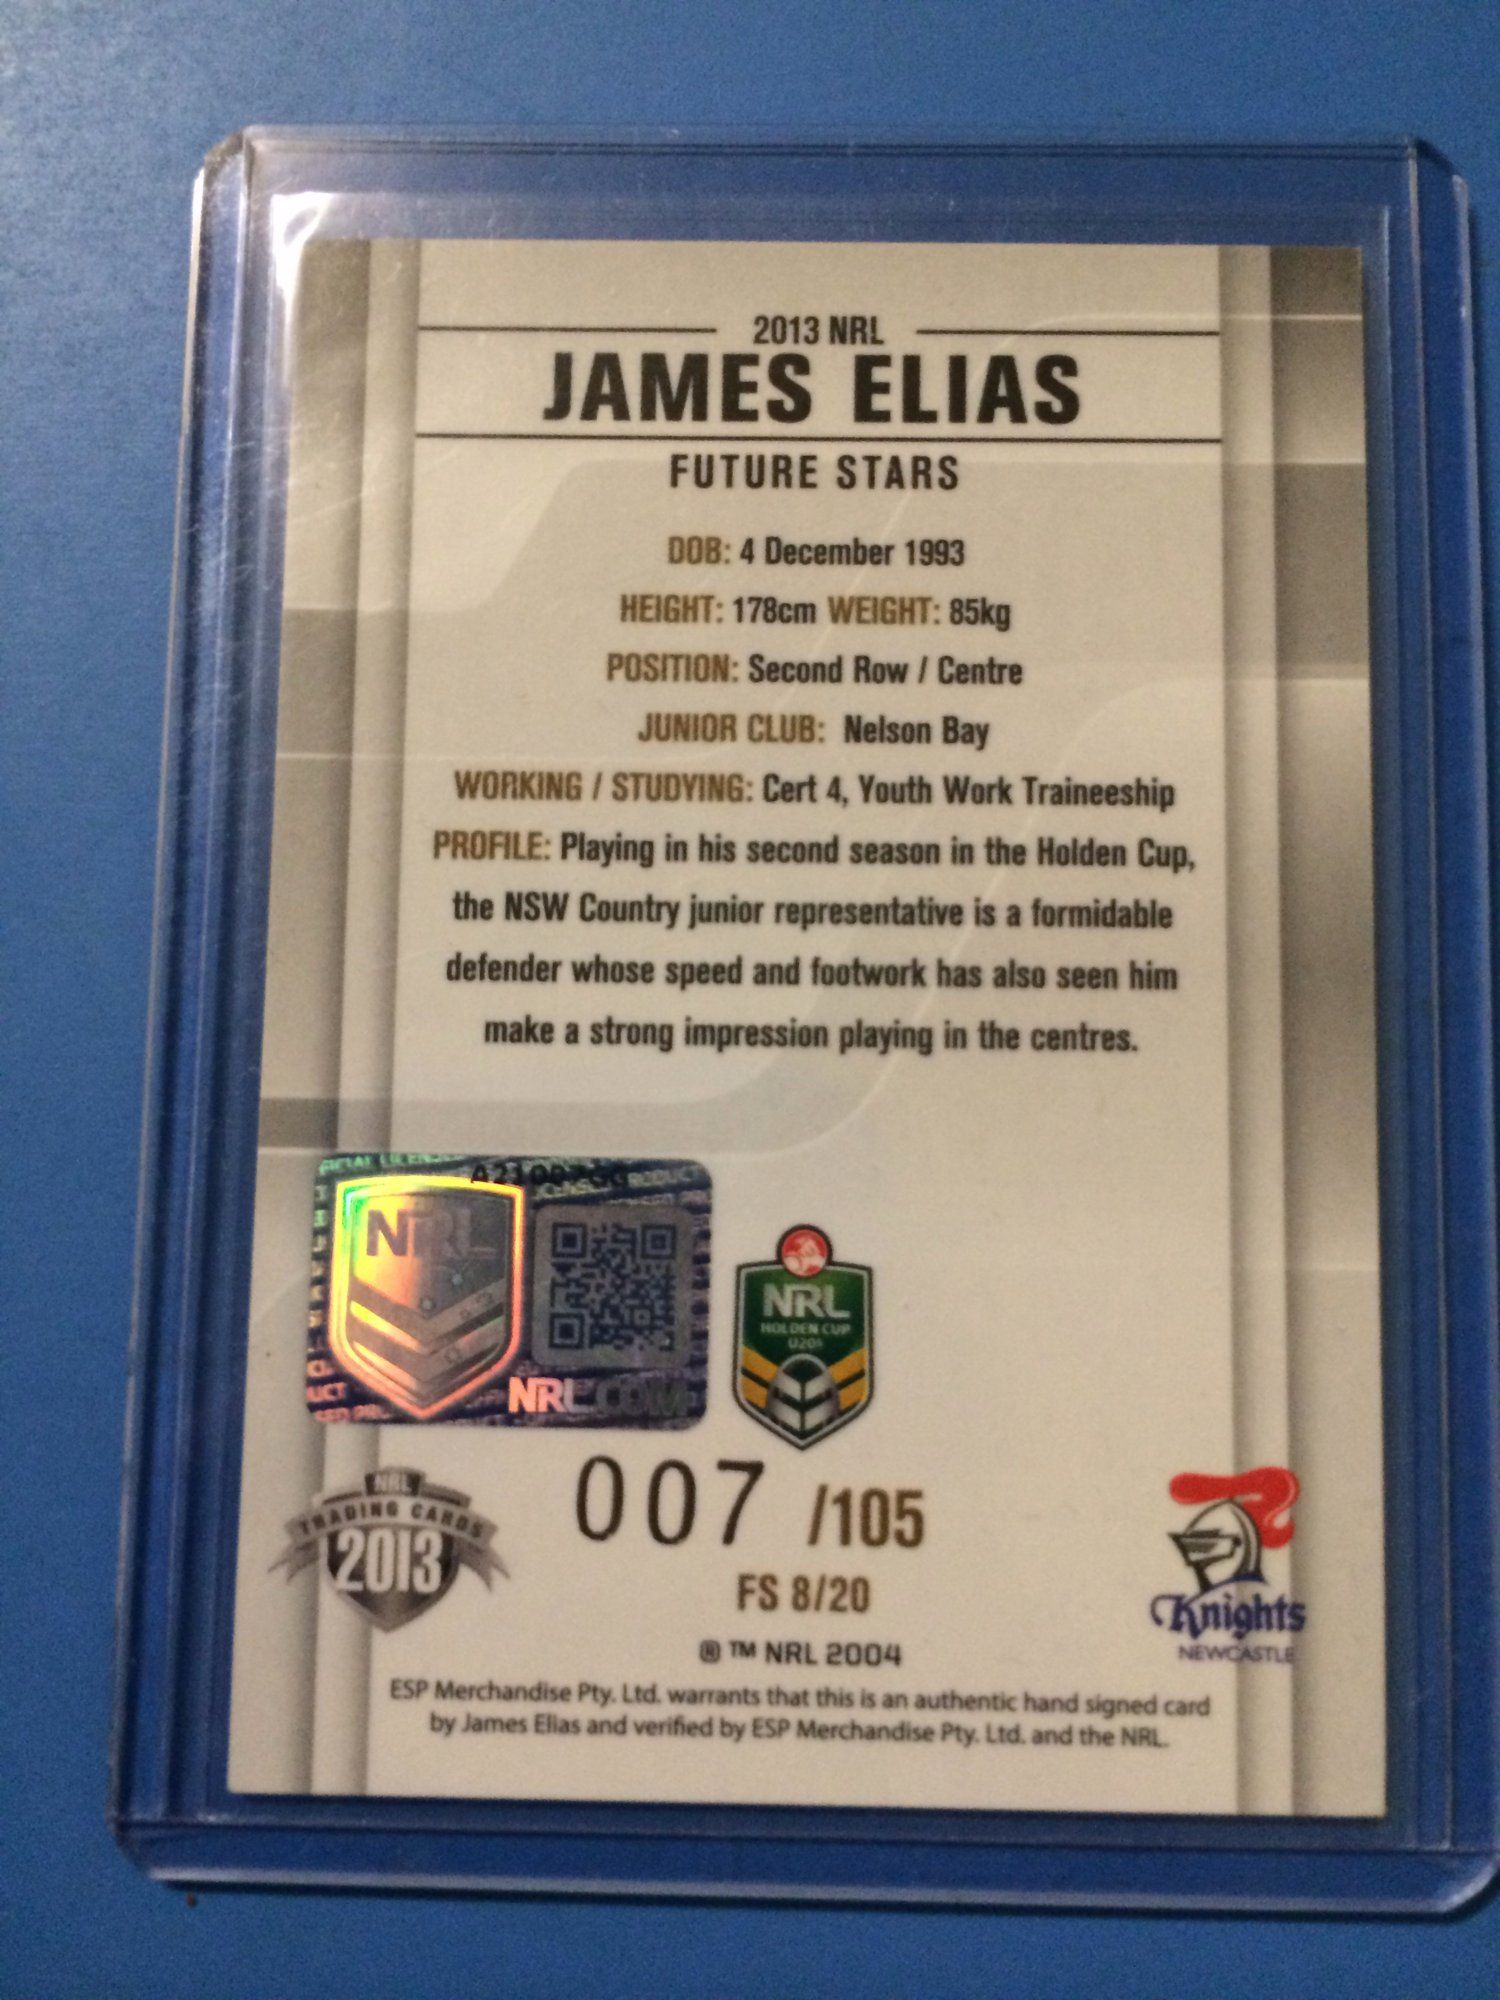 2013 NRL
JAMES ELIAS
FUTURE STARS
DOB: 4 December 1993
HEIGHT: 178cm WEIGHT: 85kg
POSITION: Second Row / Centre
JUNIOR CLUB: Nelson Bay
WORKING / STUDYING: Cert 4, Youth Work Traineeship
PROFILE: Playing in his second season in the Holden Cup,
the NSW Country junior representative is a formidable
defender whose speed and footwork has also seen him
make a strong impression playing in the centres.
NRL
NRL.COM
NRL
HOLDEN CUP
U20s
NRL
TRADING CARDS
2013
007 /105
FS 8/20
Knights
NEWCASTLE
® ™ NRL 2004
ESP Merchandise Pty. Ltd. warrants that this is an authentic hand signed card
by James Elias and verified by ESP Merchandise Pty. Ltd. and the NRL.